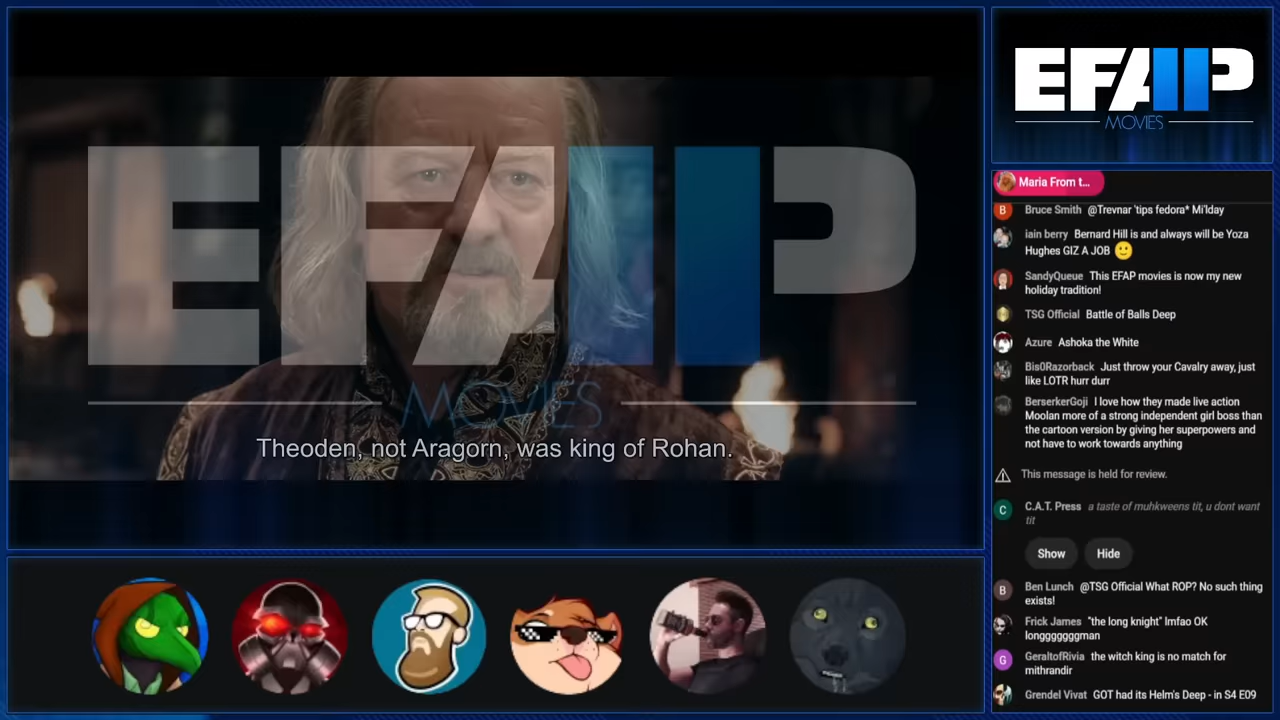 EFAP
MOVIES
Theoden, not Aragorn, was king of Rohan.
EFAP
MOVIES
Maria From t...
B
Bruce Smith @Trevnar 'tips fedora* Mi'lday
iain berry Bernard Hill is and always will be Yoza
Hughes GIZ A JOB 🙂
SandyQueue This EFAP movies is now my new
holiday tradition!
TSG Official Battle of Balls Deep
Azure Ashoka the White
Bis0Razorback Just throw your Cavalry away, just
like LOTR hurr durr
BerserkerGoji I love how they made live action
Moolan more of a strong independent girl boss than
the cartoon version by giving her superpowers and
not have to work towards anything
This message is held for review.
C
C.A.T. Press a taste of muhkweens tit, u dont want
tit
Show Hide
B
Ben Lunch @TSG Official What ROP? No such thing
exists!
Frick James "the long knight" lmfao OK
longgggggggman
G
GeraltofRivia the witch king is no match for
mithrandir
Grendel Vivat GOT had its Helm's Deep - in S4 E09